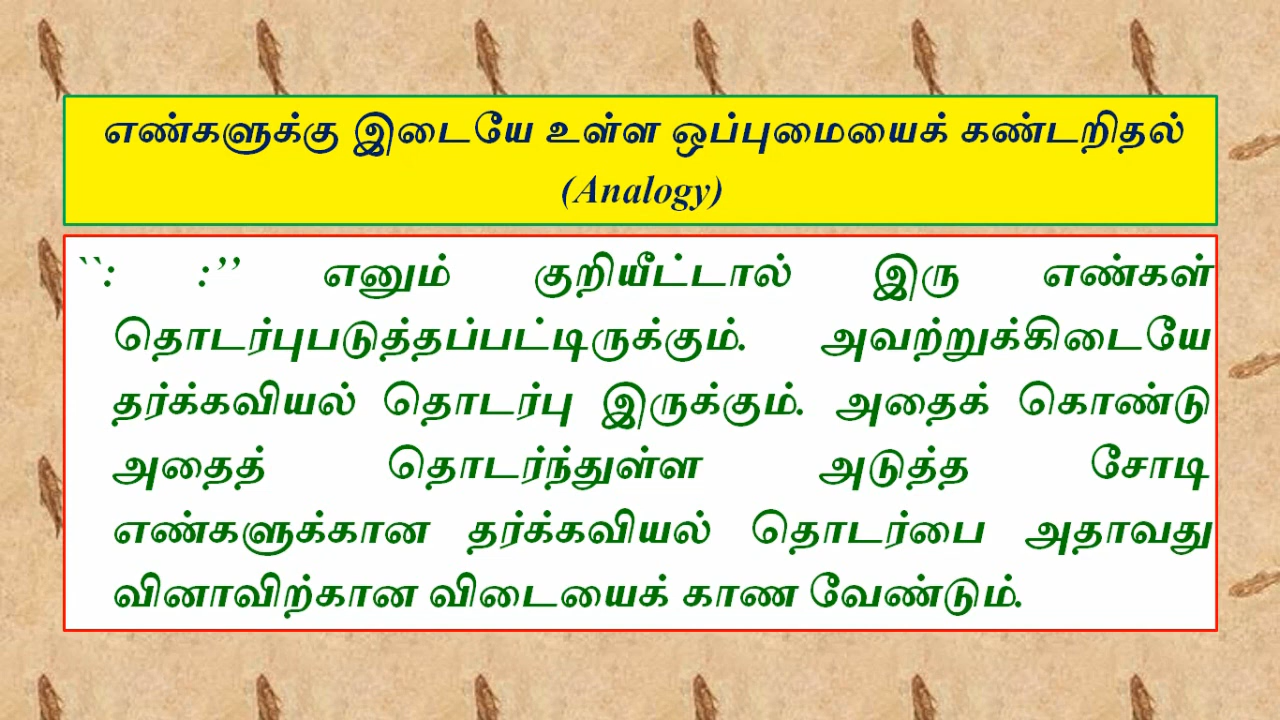 எண்களுக்கு இடையே உள்ள ஒப்புமையைக் கண்டறிதல்
(Analogy)
``: :’’ எனும் குறியீட்டால் இரு எண்கள்
தொடர்புபடுத்தப்பட்டிருக்கும். அவற்றுக்கிடையே
தர்க்கவியல் தொடர்பு இருக்கும். அதைக் கொண்டு
அதைத் தொடர்ந்துள்ள அடுத்த சோடி
எண்களுக்கான தர்க்கவியல் தொடர்பை அதாவது
வினாவிற்கான விடையைக் காண வேண்டும்.